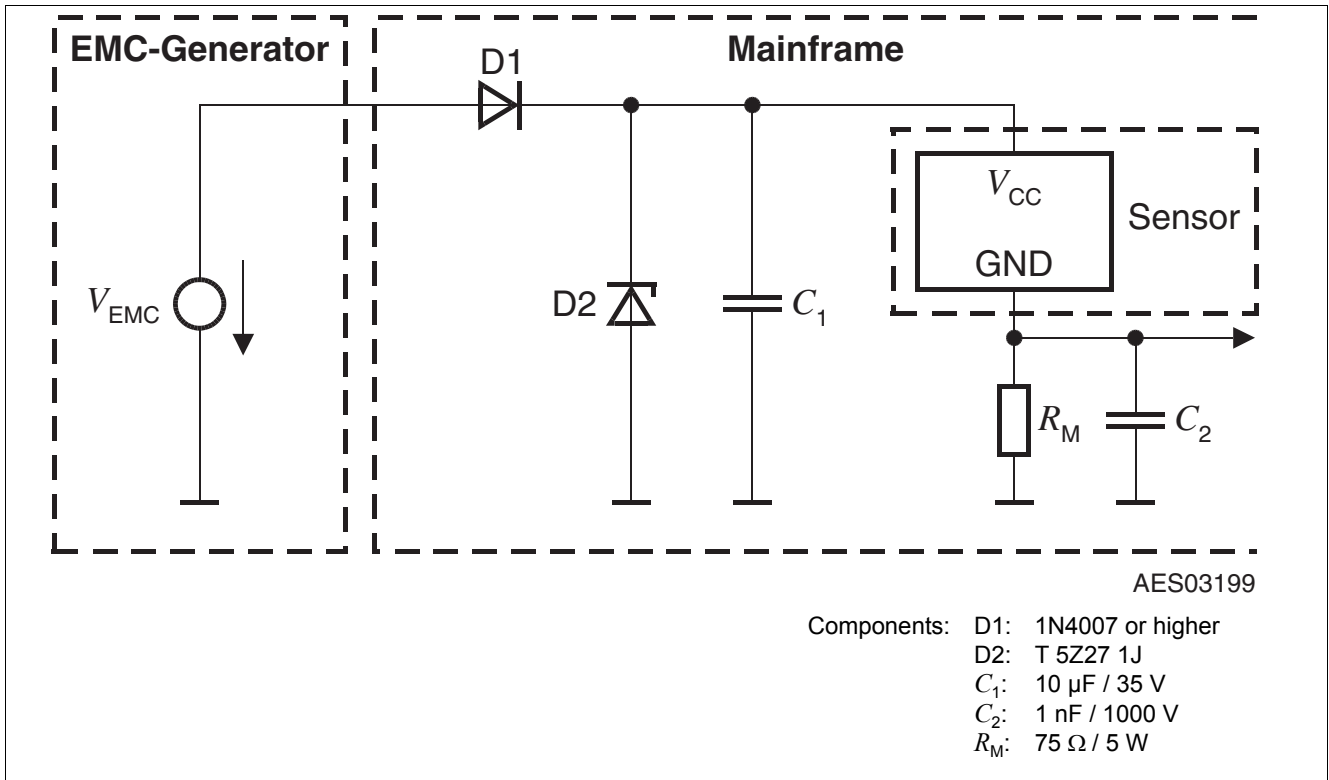 EMC-Generator
Mainframe
D1
V_EMC
D2
C_1
V_CC
GND
Sensor
R_M
C_2
AES03199
Components: D1: 1N4007 or higher
D2: T 5Z27 1J
C_1: 10 µF / 35 V
C_2: 1 nF / 1000 V
R_M: 75 Ω / 5 W